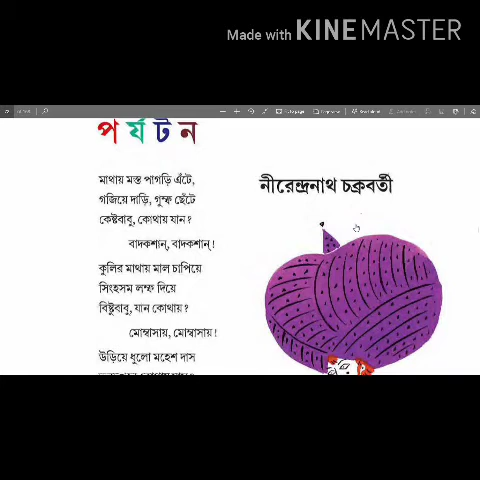 Made with KINEMASTER
পর্যটন
মাথায় মস্ত পাগড়ি এঁটে,
গজিয়ে দাড়ি, গুম্ফ ছেঁটে
কেষ্টবাবু, কোথায় যান?
বাদকশান্, বাদকশান্!
কুলির মাথায় মাল চাপিয়ে
সিংহসম লম্ফ দিয়ে
বিষ্টুবাবু, যান কোথায়?
মোম্বাসায়, মোম্বাসায়!
উড়িয়ে ধুলো মহেশ দাস
নীরেন্দ্রনাথ চক্রবর্তী